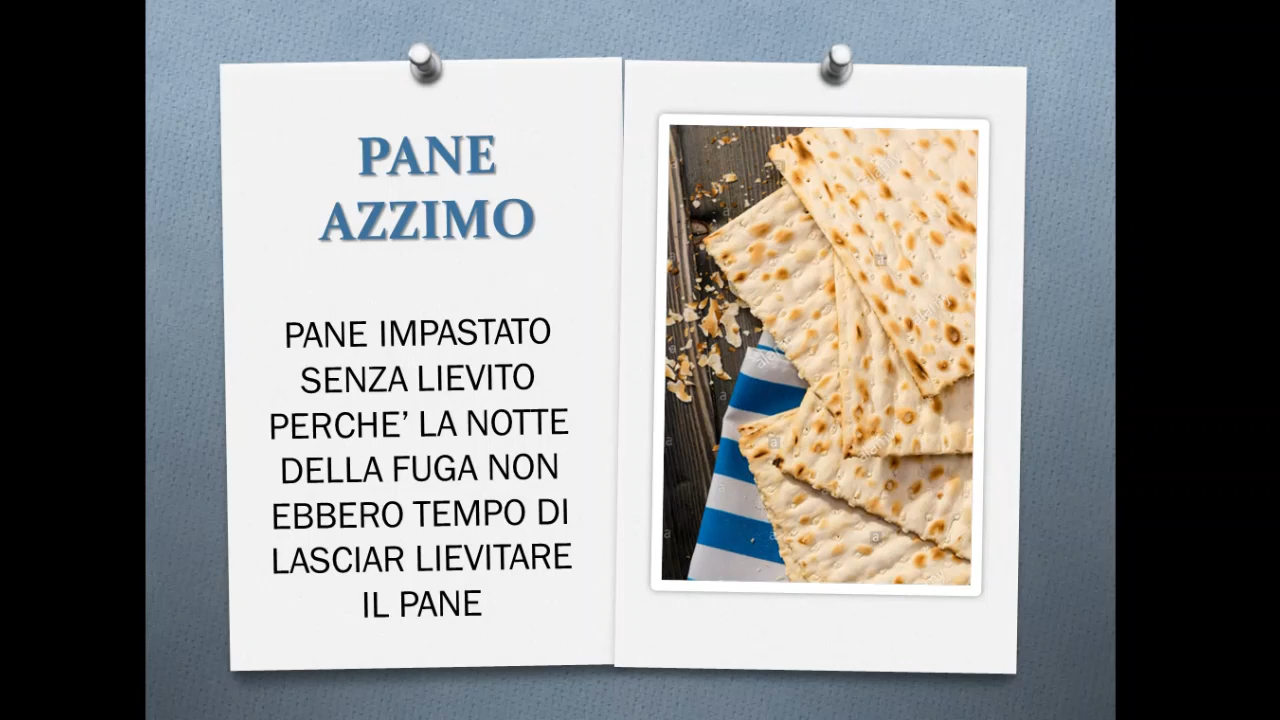 PANE
AZZIMO
PANE IMPASTATO
SENZA LIEVITO
PERCHE’ LA NOTTE
DELLA FUGA NON
EBBERO TEMPO DI
LASCIAR LIEVITARE
IL PANE